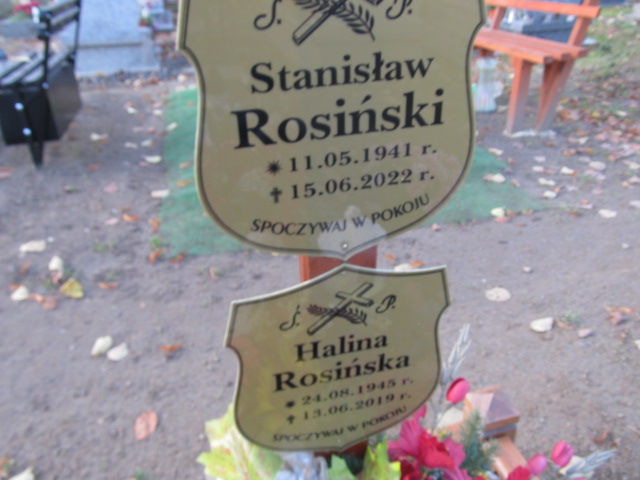 Ś. P.
Stanisław
Rosiński
✴ 11.05.1941 r.
✝ 15.06.2022 r.
SPOCZYWAJ W POKOJU
Ś. P.
Halina
Rosińska
✴ 24.08.1945 r.
✝ 13.06.2019 r.
SPOCZYWAJ W POKOJU